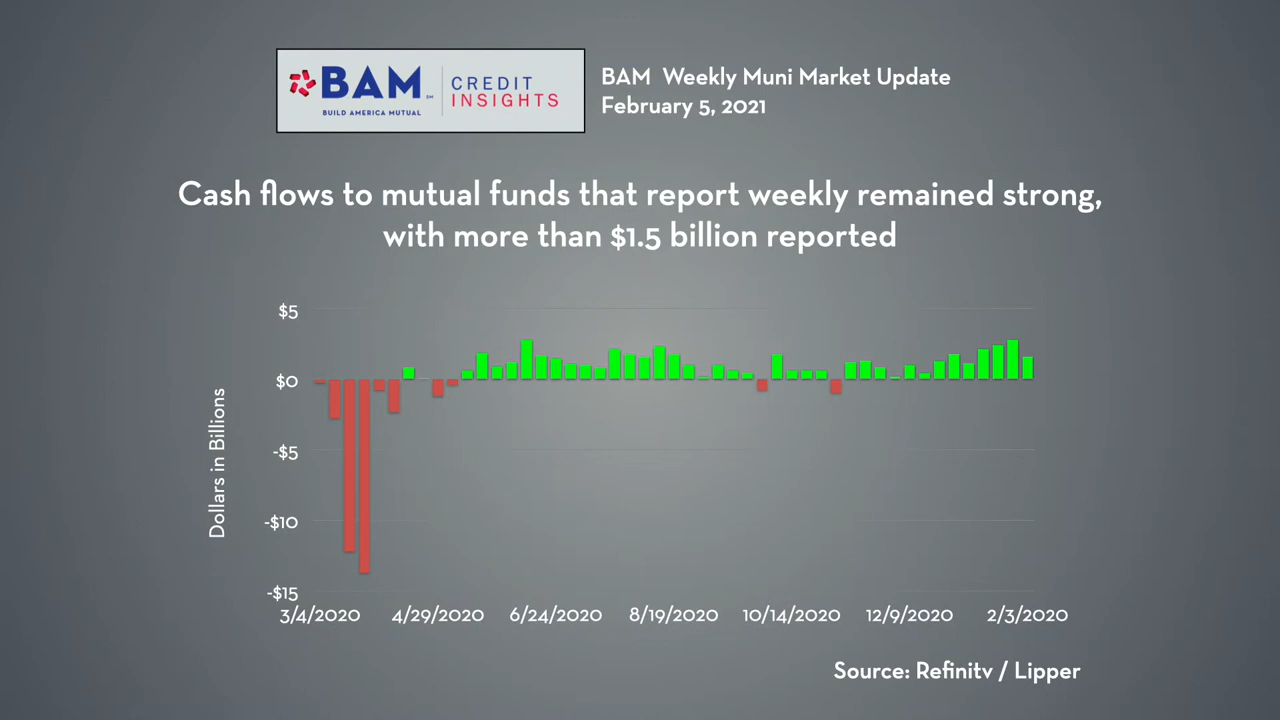 BAM
BUILD AMERICA MUTUAL
CREDIT
INSIGHTS
BAM Weekly Muni Market Update
February 5, 2021
Cash flows to mutual funds that report weekly remained strong,
with more than $1.5 billion reported
Dollars in Billions
$5
$0
-$5
-$10
-$15
3/4/2020 4/29/2020 6/24/2020 8/19/2020 10/14/2020 12/9/2020 2/3/2020
Source: Refinitv / Lipper